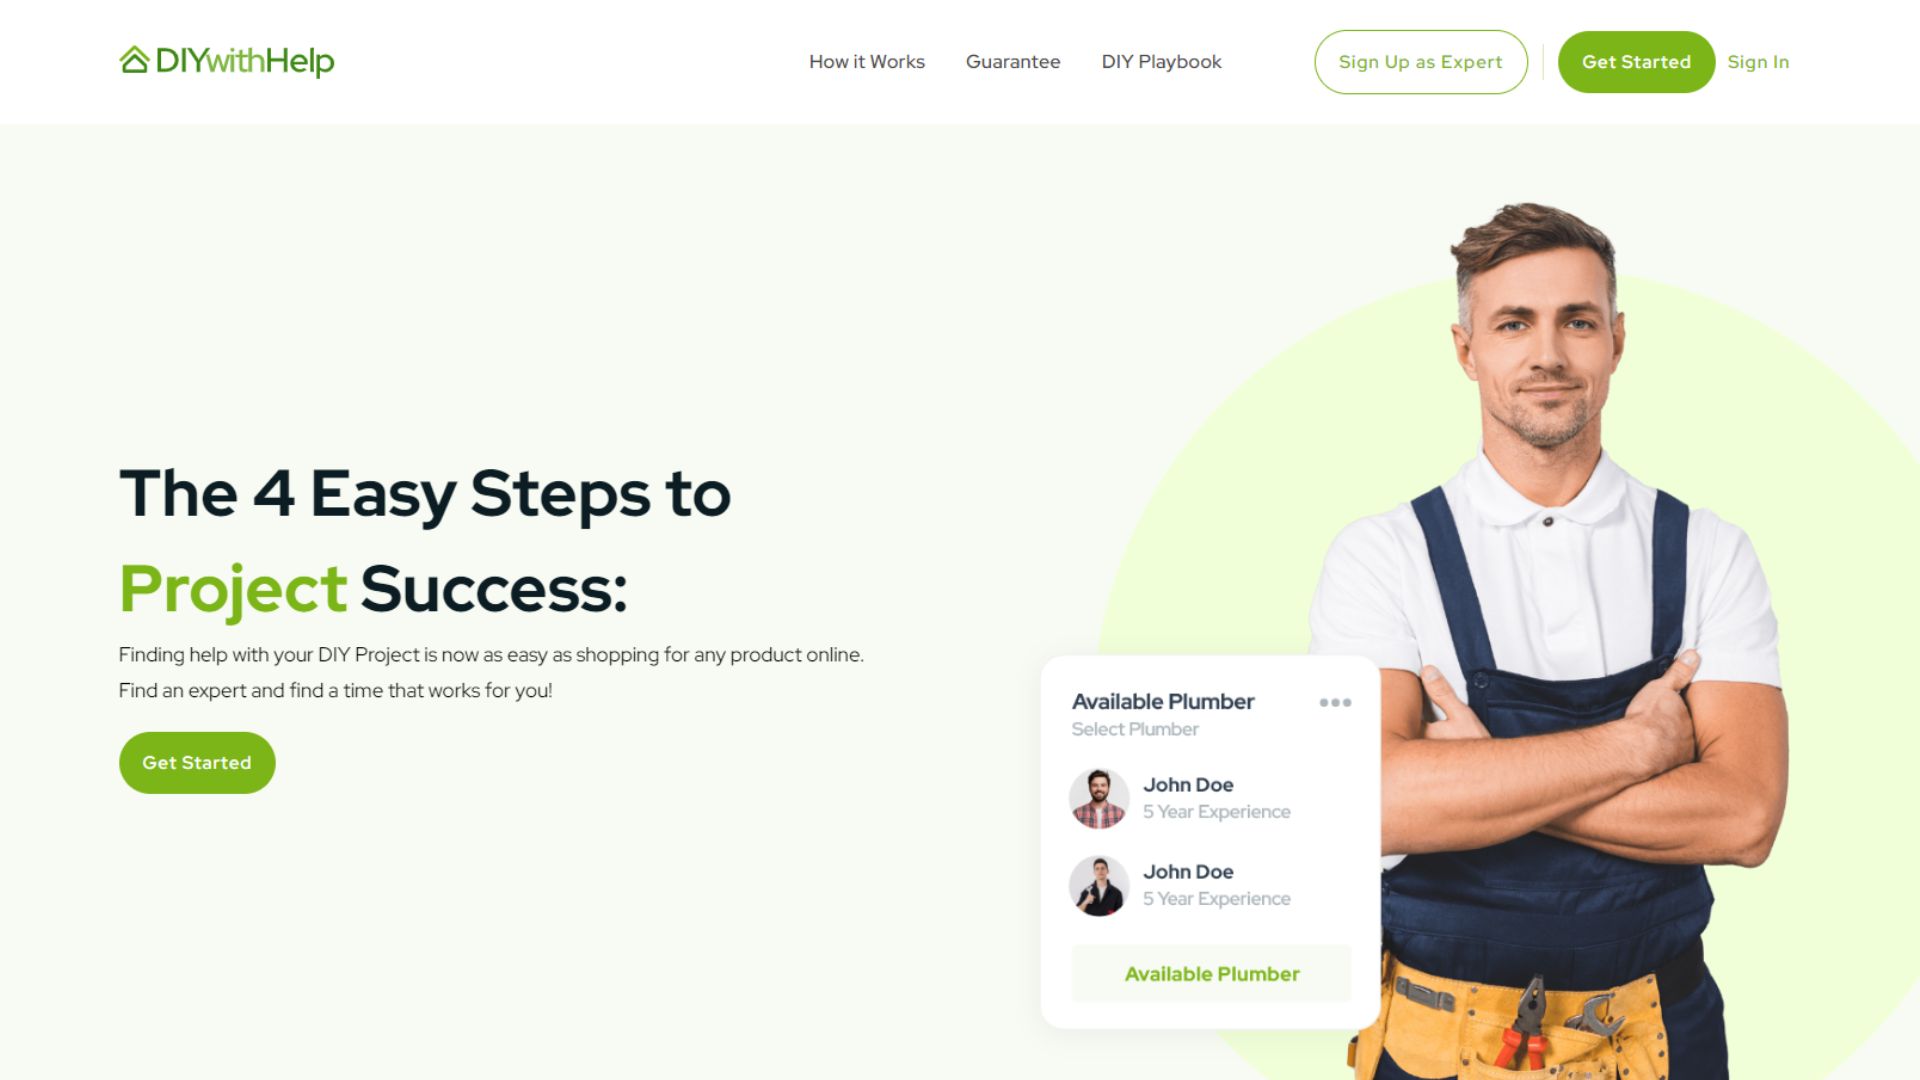 DIYwithHelp
How it Works
Guarantee
DIY Playbook
Sign Up as Expert
Get Started
Sign In
The 4 Easy Steps to
Project Success:
Finding help with your DIY Project is now as easy as shopping for any product online.
Find an expert and find a time that works for you!
Get Started
Available Plumber
Select Plumber
John Doe
5 Year Experience
John Doe
5 Year Experience
Available Plumber